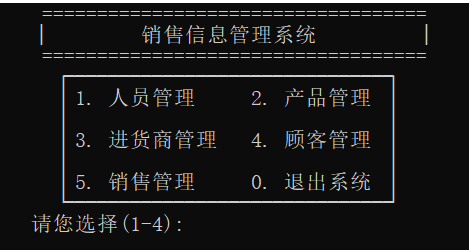 ===================================
| 销售信息管理系统 |
===================================
1. 人员管理 2. 产品管理
3. 进货商管理 4. 顾客管理
5. 销售管理 0. 退出系统
请您选择(1-4):